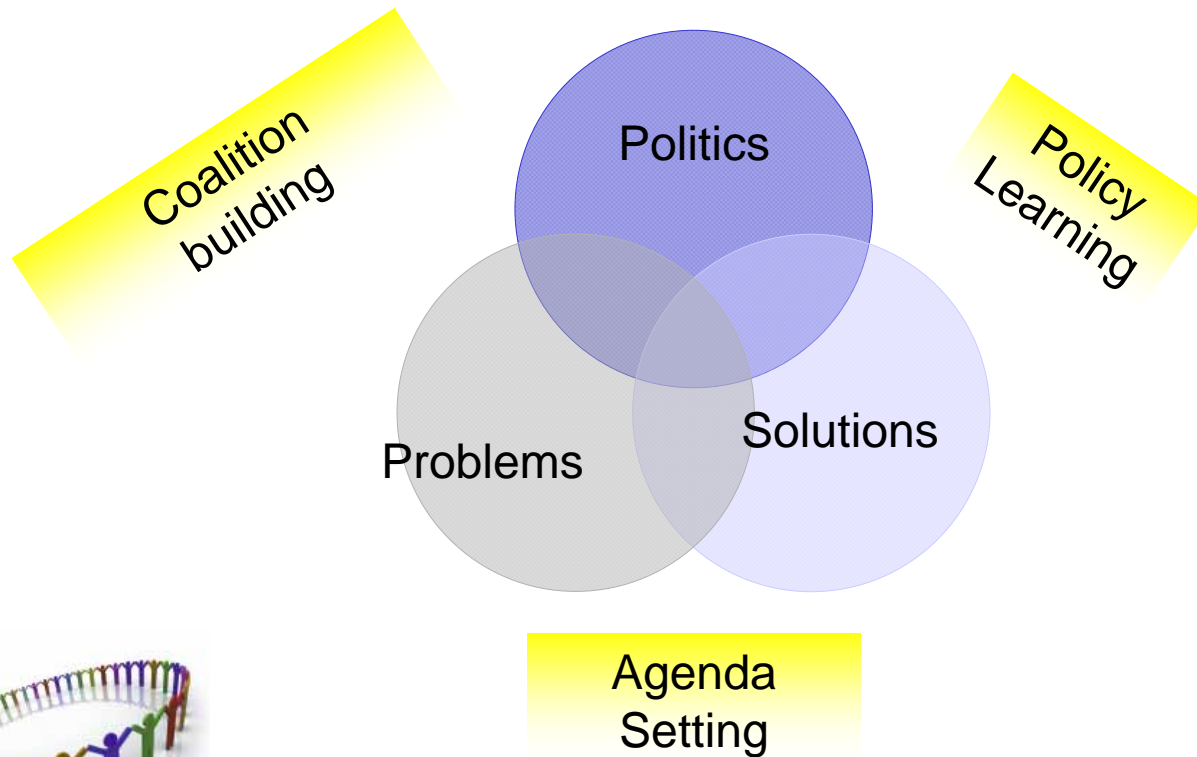 Coalition
building
Politics
Policy
Learning
Problems
Solutions
Agenda
Setting